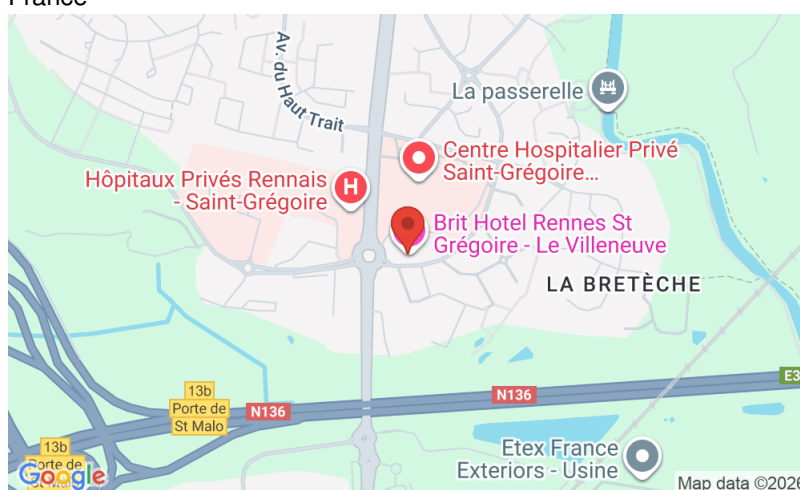 France
Av. du Haut Trait
La passerelle
Centre Hospitalier Privé
Saint-Grégoire...
Hôpitaux Privés Rennais
- Saint-Grégoire
H
Brit Hotel Rennes St
Grégoire - Le Villeneuve
LA BRETÈCHE
E3
13b
Porte de
St Malo
N136
N136
13b
Porte de
Etex France
Exteriors - Usine
Google
Map data ©2026